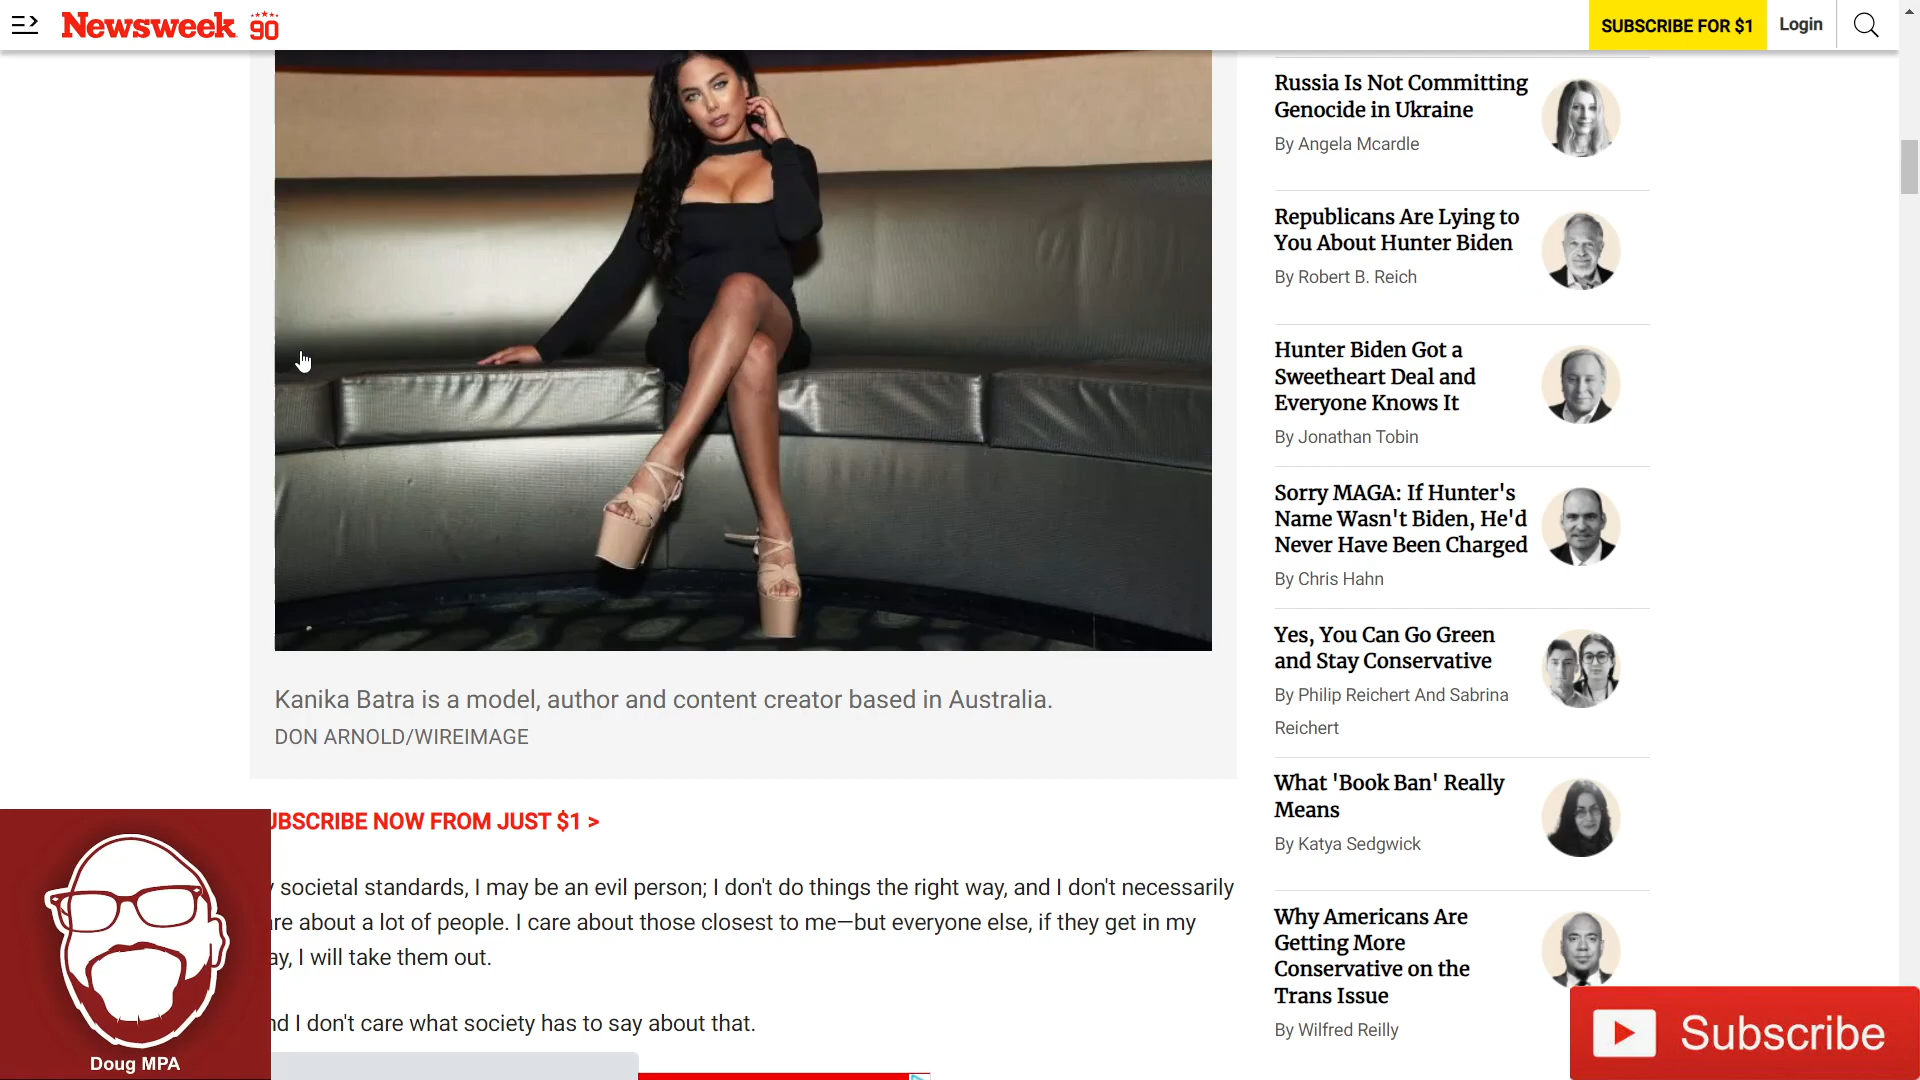 Newsweek 90
SUBSCRIBE FOR $1
Login
Kanika Batra is a model, author and content creator based in Australia.
DON ARNOLD/WIREIMAGE
UBSCRIBE NOW FROM JUST $1 >
societal standards, I may be an evil person; I don't do things the right way, and I don't necessarily
re about a lot of people. I care about those closest to me—but everyone else, if they get in my
ay, I will take them out.
nd I don't care what society has to say about that.
Russia Is Not Committing
Genocide in Ukraine
By Angela Mcardle
Republicans Are Lying to
You About Hunter Biden
By Robert B. Reich
Hunter Biden Got a
Sweetheart Deal and
Everyone Knows It
By Jonathan Tobin
Sorry MAGA: If Hunter's
Name Wasn't Biden, He'd
Never Have Been Charged
By Chris Hahn
Yes, You Can Go Green
and Stay Conservative
By Philip Reichert And Sabrina
Reichert
What 'Book Ban' Really
Means
By Katya Sedgwick
Why Americans Are
Getting More
Conservative on the
Trans Issue
By Wilfred Reilly
Doug MPA
Subscribe